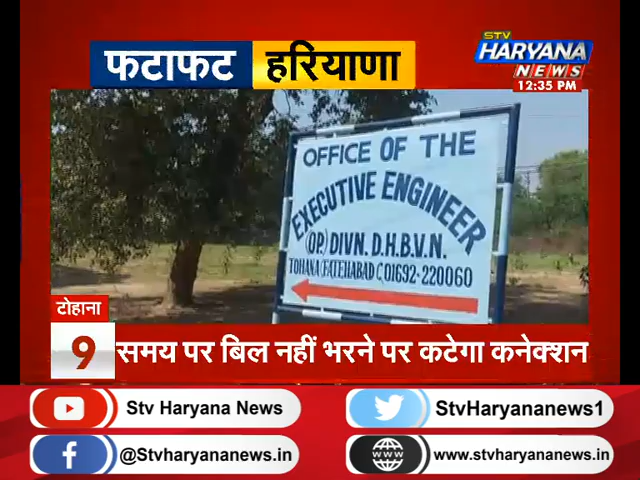 फटाफट हरियाणा
STV
HARYANA
NEWS
12:35 PM
OFFICE OF THE
EXECUTIVE ENGINEER
(OP.) DIVN. D.H.B.V.N.
TOHANA (FATEHABAD) 01692-220060
टोहाना
9 समय पर बिल नहीं भरने पर कटेगा कनेक्शन
Stv Haryana News
StvHaryananews1
@Stvharyananews.in
www.stvharyananews.in